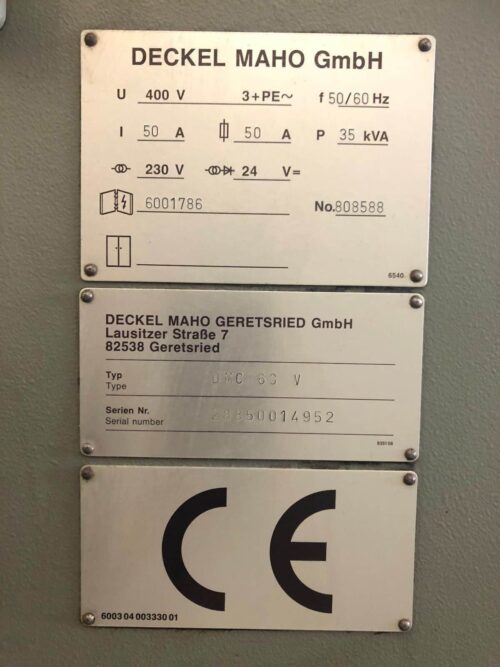 DECKEL MAHO GmbH
U 400 V 3+PE~ f 50/60 Hz
I 50 A 50 A P 35 kVA
230 V 24 V=
6001786 No. 808588
6540.
DECKEL MAHO GERETSRIED GmbH
Lausitzer Straße 7
82538 Geretsried
Typ
Type DMC 63 V
Serien Nr.
Serial number
CE
6003 04 003330 01